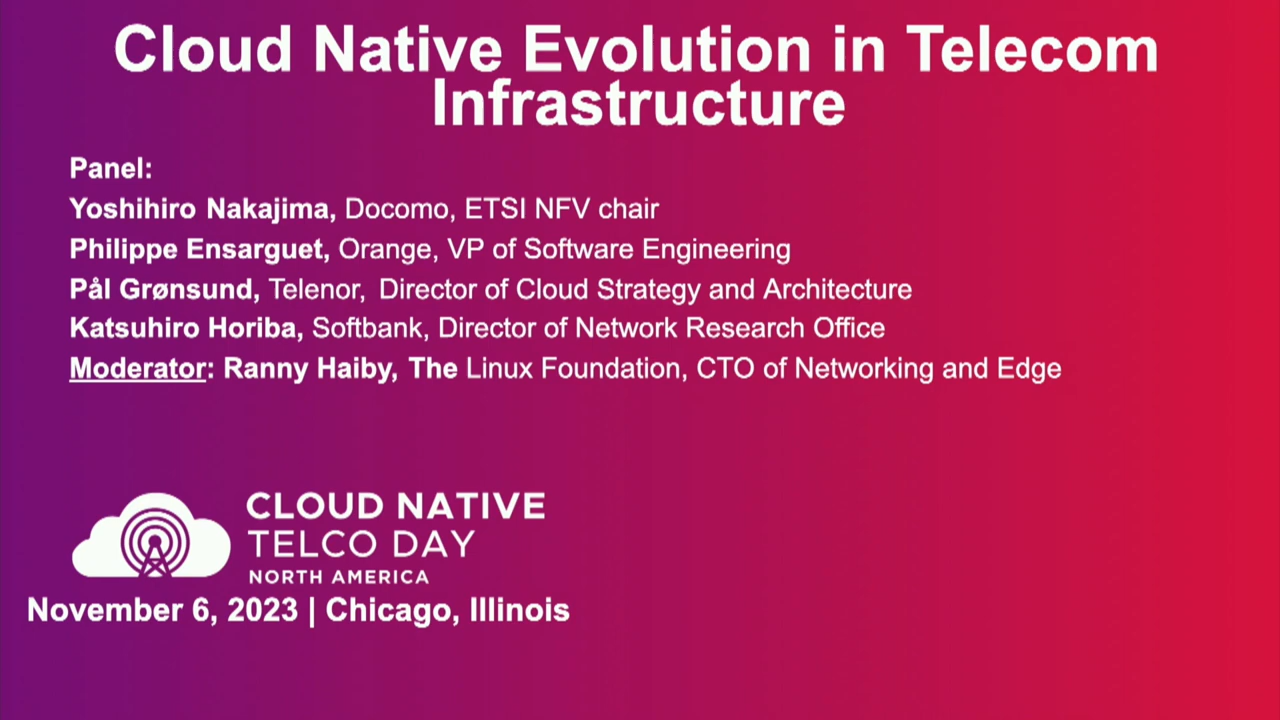 Cloud Native Evolution in Telecom
Infrastructure
Panel:
Yoshihiro Nakajima, Docomo, ETSI NFV chair
Philippe Ensarguet, Orange, VP of Software Engineering
Pål Grønsund, Telenor, Director of Cloud Strategy and Architecture
Katsuhiro Horiba, Softbank, Director of Network Research Office
Moderator: Ranny Haiby, The Linux Foundation, CTO of Networking and Edge
CLOUD NATIVE
TELCO DAY
NORTH AMERICA
November 6, 2023 | Chicago, Illinois